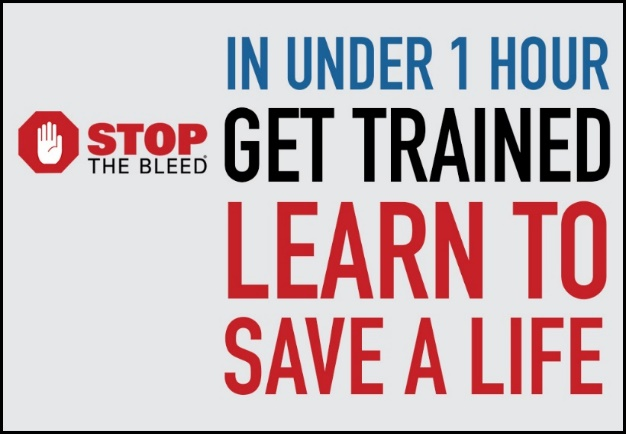 STOP
THE BLEED®
IN UNDER 1 HOUR
GET TRAINED
LEARN TO
SAVE A LIFE